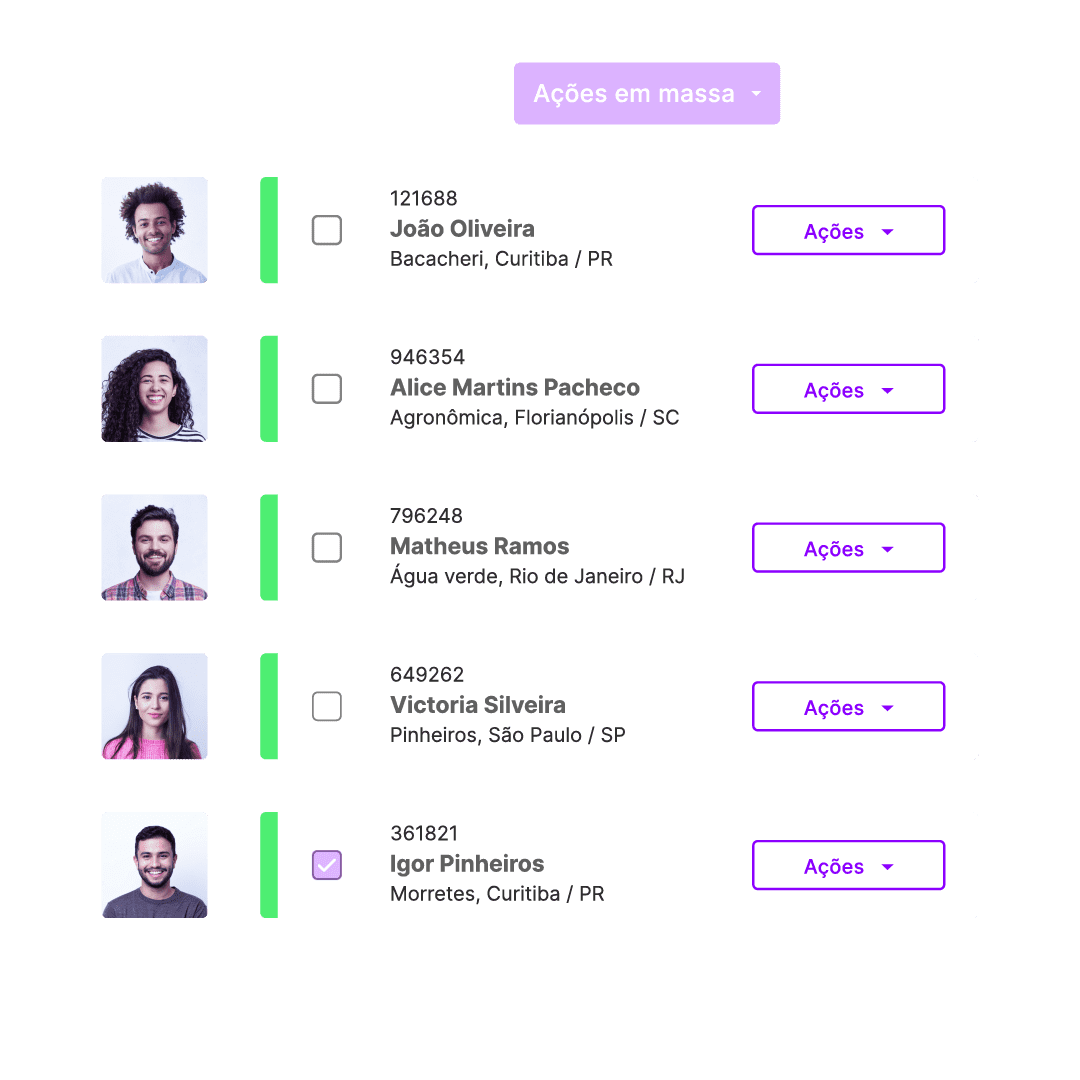 Ações em massa
121688
João Oliveira
Bacacheri, Curitiba / PR
Ações
946354
Alice Martins Pacheco
Agronômica, Florianópolis / SC
Ações
796248
Matheus Ramos
Água verde, Rio de Janeiro / RJ
Ações
649262
Victoria Silveira
Pinheiros, São Paulo / SP
Ações
361821
Igor Pinheiros
Morretes, Curitiba / PR
Ações